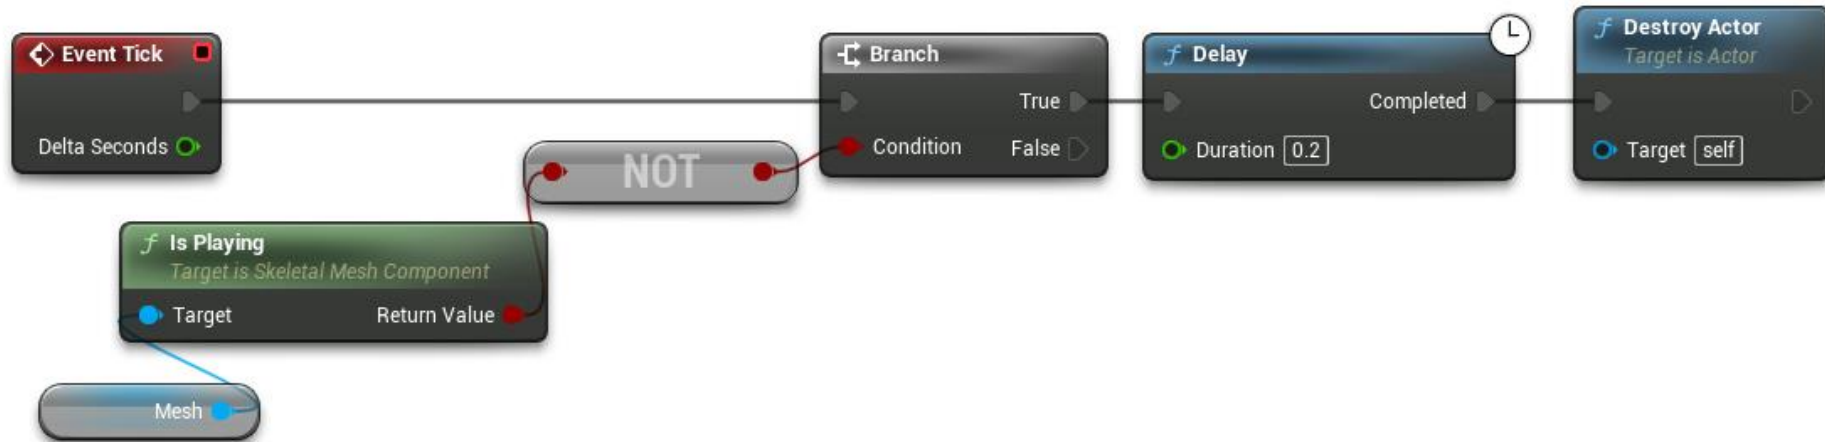 Event Tick
Delta Seconds
NOT
f Is Playing
Target is Skeletal Mesh Component
Target Return Value
Mesh
Branch
True
Condition False
f Delay
Completed
Duration 0.2
f Destroy Actor
Target is Actor
Target self